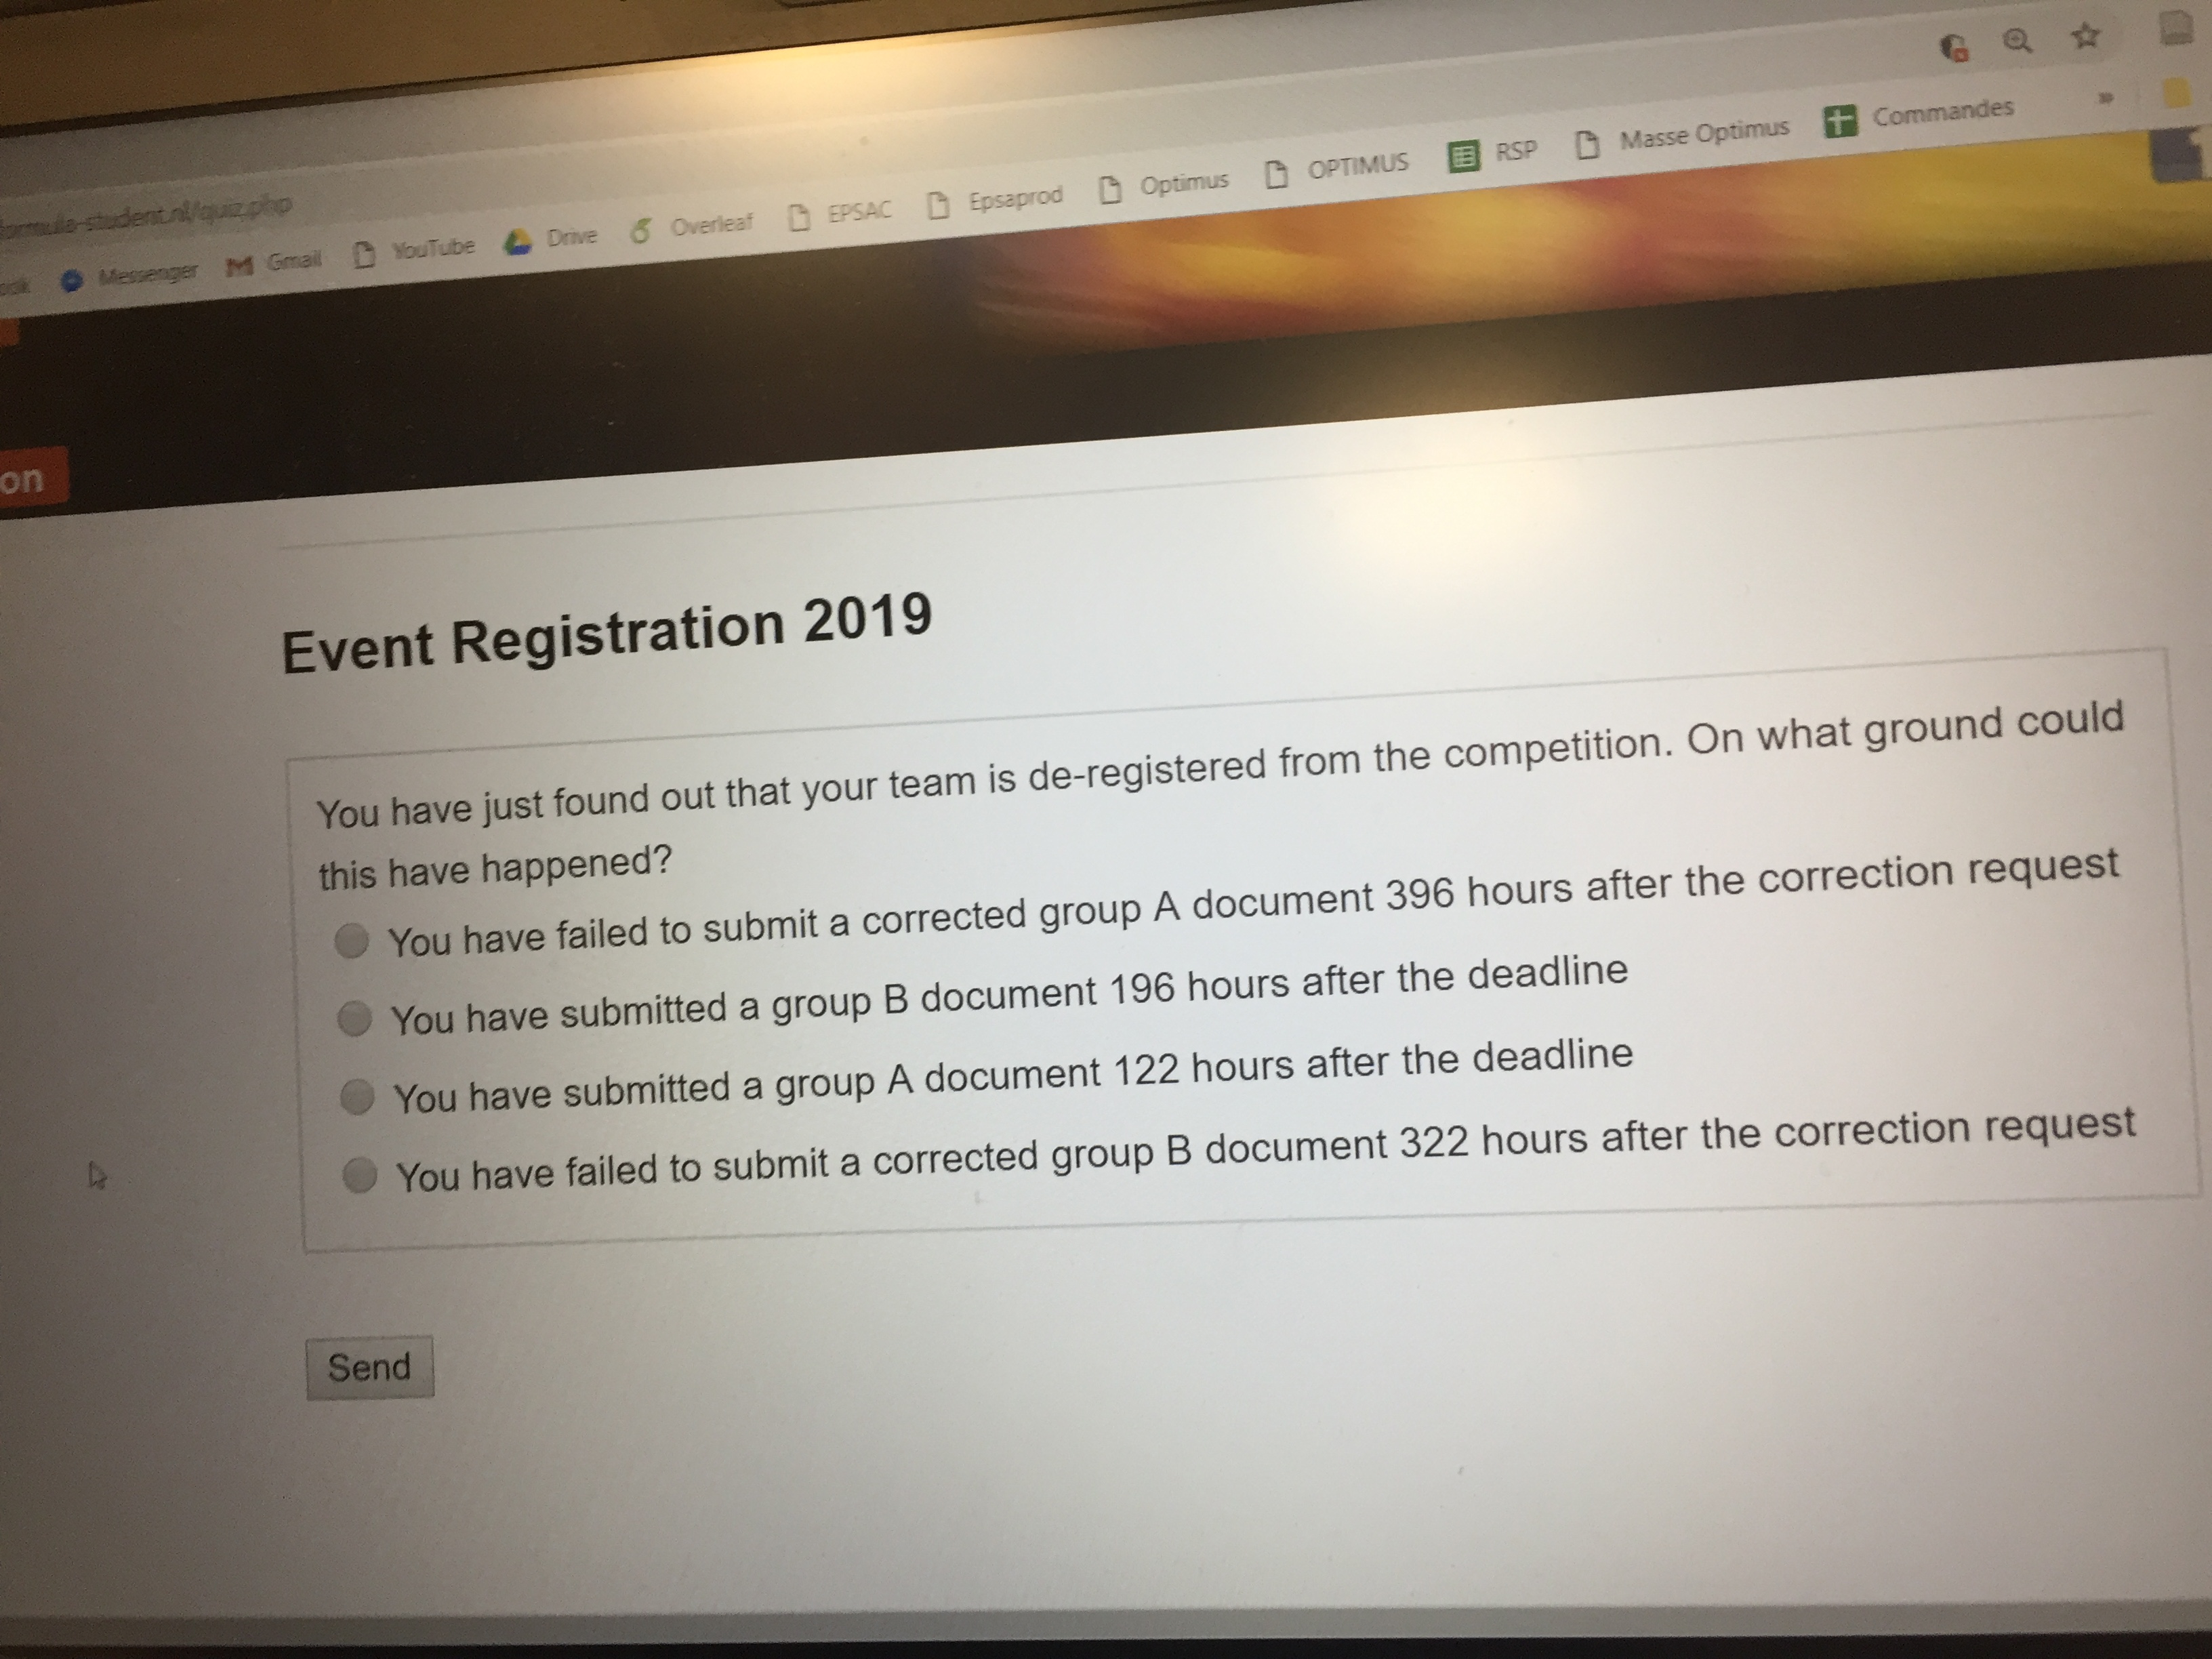 formula-student.nl/quiz.php
Messenger Gmail YouTube Drive Overleaf EPSAC Epsaprod Optimus OPTIMUS RSP Masse Optimus Commandes »
on
Event Registration 2019
You have just found out that your team is de-registered from the competition. On what ground could
this have happened?
You have failed to submit a corrected group A document 396 hours after the correction request
You have submitted a group B document 196 hours after the deadline
You have submitted a group A document 122 hours after the deadline
You have failed to submit a corrected group B document 322 hours after the correction request
Send